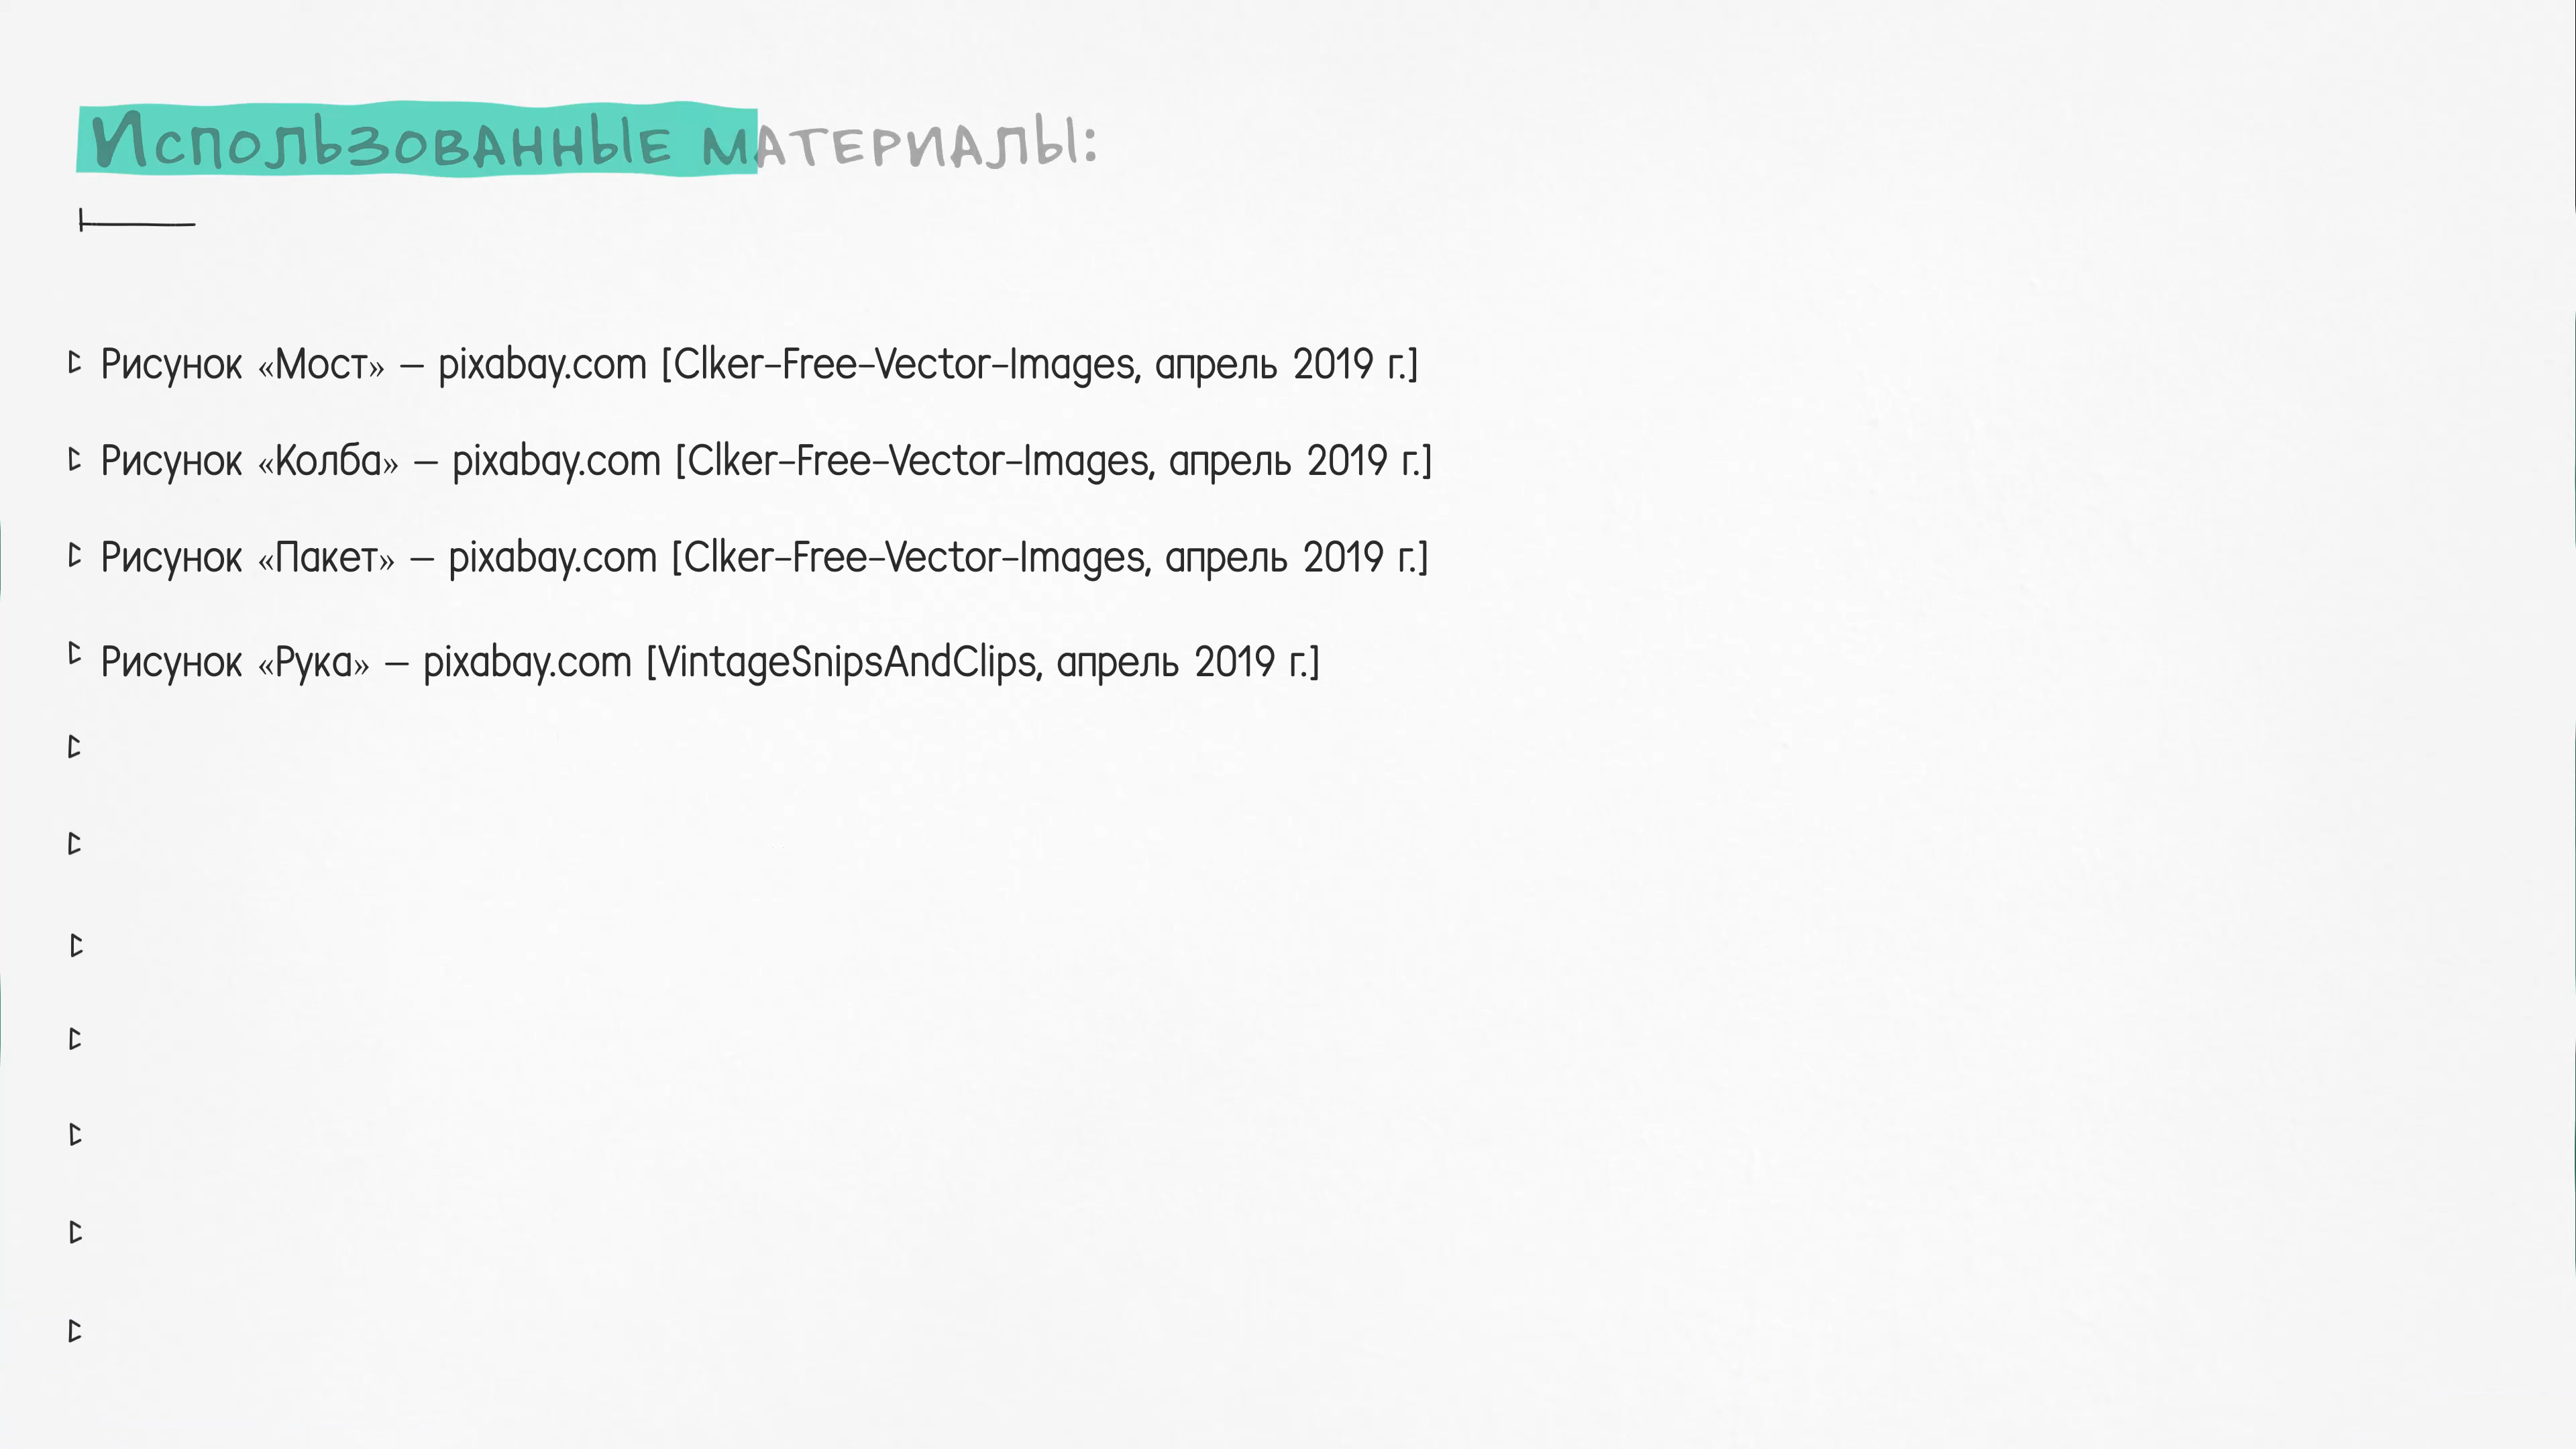 Использованные материалы:
Рисунок «Мост» – pixabay.com [Clker-Free-Vector-Images, апрель 2019 г.]
Рисунок «Колба» – pixabay.com [Clker-Free-Vector-Images, апрель 2019 г.]
Рисунок «Пакет» – pixabay.com [Clker-Free-Vector-Images, апрель 2019 г.]
Рисунок «Рука» – pixabay.com [VintageSnipsAndClips, апрель 2019 г.]